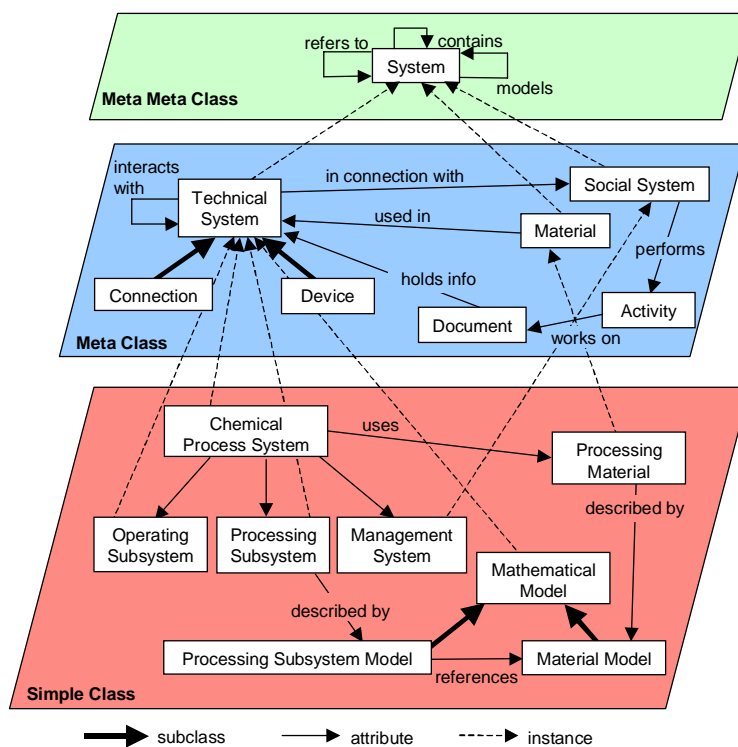 refers to
contains
System
models
Meta Meta Class
interacts
with
in connection with
Technical
System
Social System
used in
Material
performs
holds info
Connection
Device
Document
Activity
works on
Meta Class
Chemical
Process System
uses
Processing
Material
described by
Operating
Subsystem
Processing
Subsystem
Management
System
Mathematical
Model
described by
Processing Subsystem Model
references
Material Model
Simple Class
subclass
attribute
instance